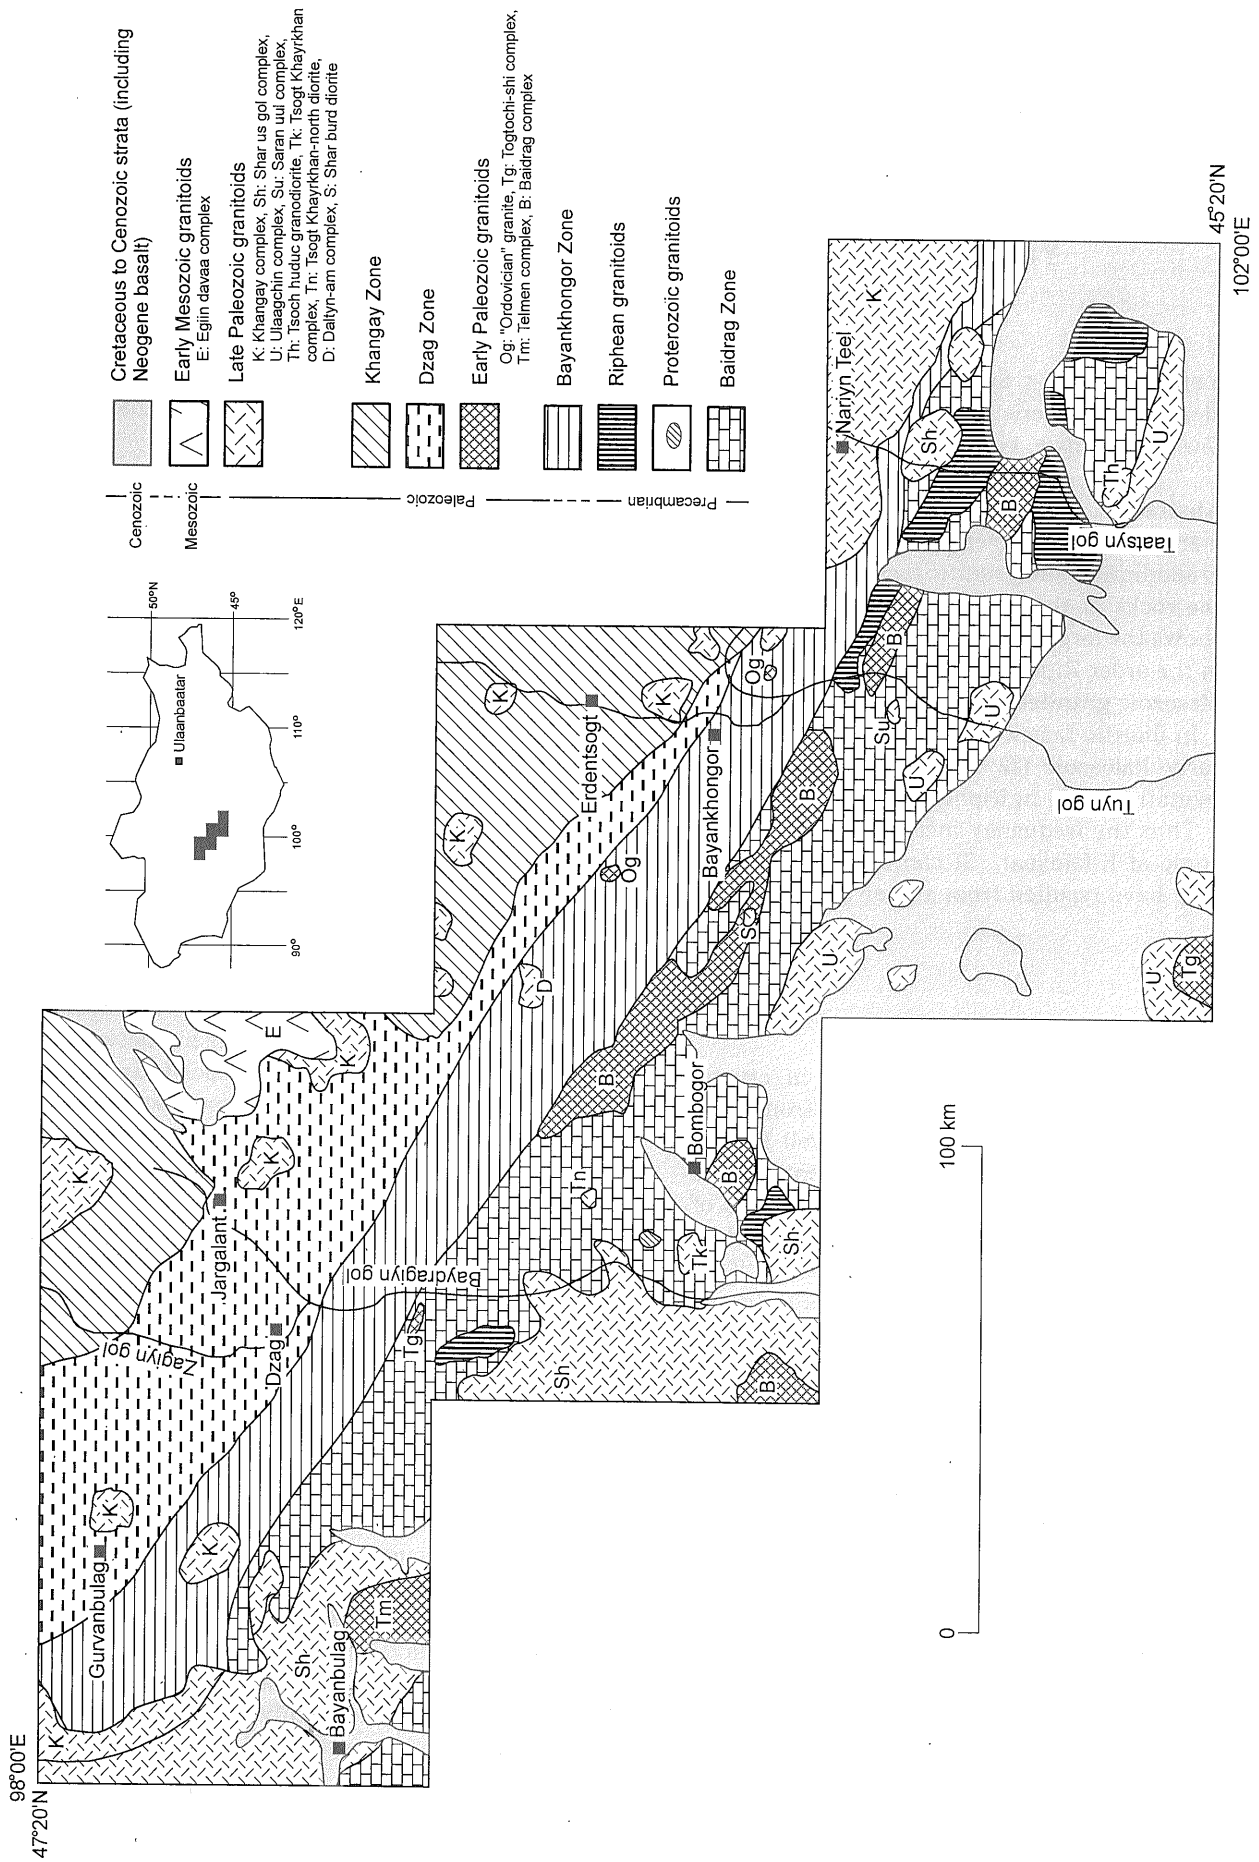 Cretaceous to Cenozoic strata (including
Neogene basalt)
Early Mesozoic granitoids
E: Egiin davaa complex
Late Paleozoic granitoids
K: Khangay complex, Sh: Shar us gol complex,
U: Ulaagchin complex, Su: Saran uul complex,
Th: Tsoch huduc granodiorite, Tk: Tsogt Khayrkhan
complex, Tn: Tsogt Khayrkhan-north diorite,
D: Daltyn-am complex, S: Shar burd diorite
Khangay Zone
Dzag Zone
Early Paleozoic granitoids
Og: "Ordovician" granite, Tg: Togtochi-shi complex,
Tm: Telmen complex, B: Baidrag complex
Bayankhongor Zone
Riphean granitoids
Proterozoic granitoids
Baidrag Zone
Cenozoic
Mesozoic
Paleozoic
Precambrian
50°N
45°
90°
100°
110°
120°E
Ulaanbaatar
98°00'E
47°20'N
K
Gurvanbulag
K
K
Sh
Bayanbulag
Tm
K
Jargalant
Zagiyn gol
Dzag
K
E
K
Baydragiyn gol
Tg
Sh
B
Tn
Tk
Sh
B
Bombogor
B
D
K
K
Erdentsogt
K
Og
Og
Bayankhongor
S
B
U
U
Su
U
B
Tuyn gol
U
Tg
K
Nariyn Teel
Sh
B
Th
U
Taatsyn gol
0
100 km
45°20'N
102°00'E